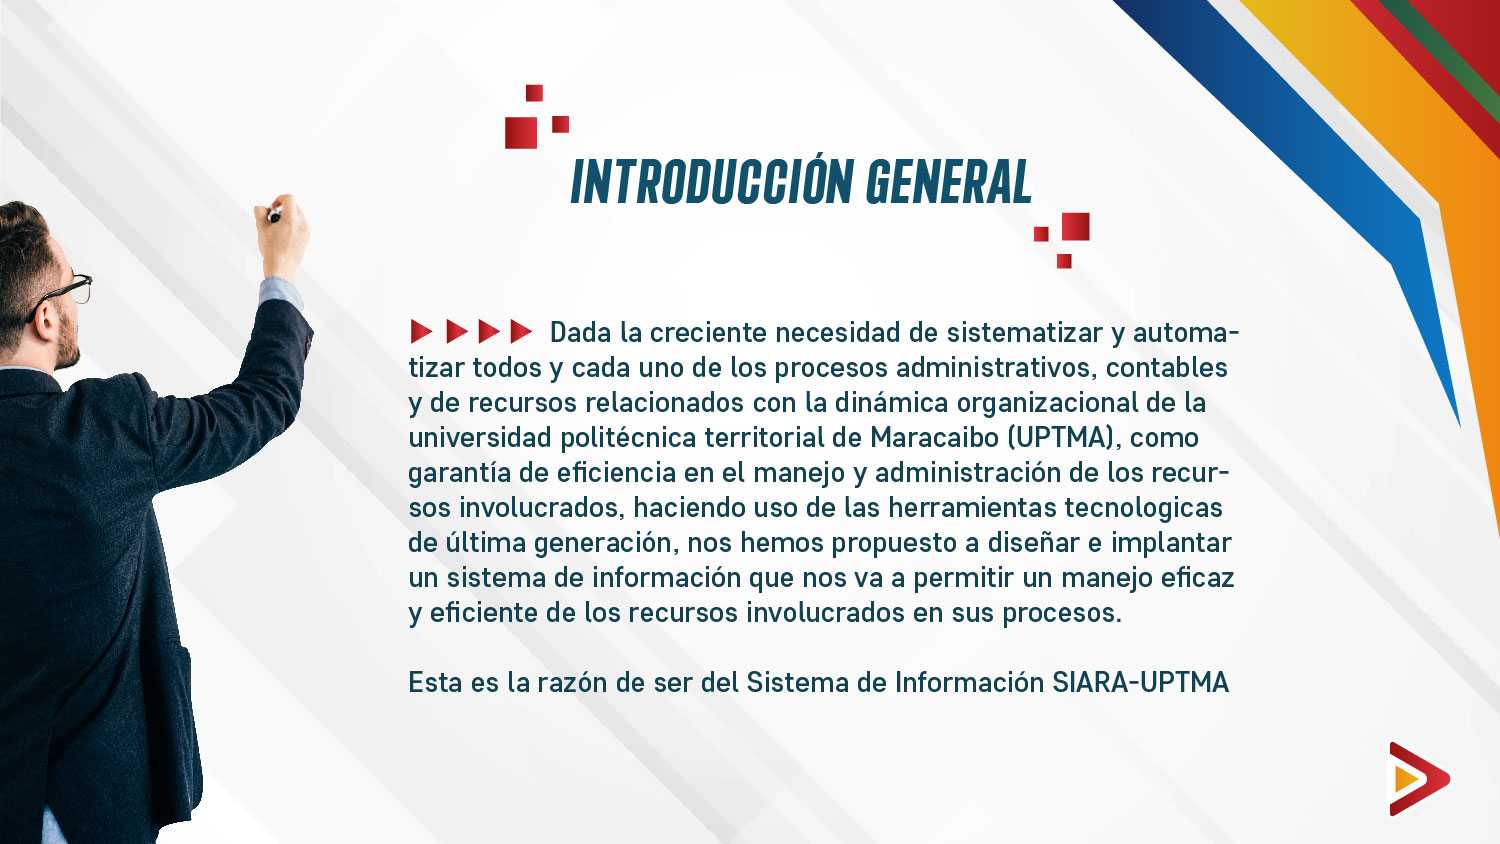 INTRODUCCIÓN GENERAL
Dada la creciente necesidad de sistematizar y automa-
tizar todos y cada uno de los procesos administrativos, contables
y de recursos relacionados con la dinámica organizacional de la
universidad politécnica territorial de Maracaibo (UPTMA), como
garantía de eficiencia en el manejo y administración de los recur-
sos involucrados, haciendo uso de las herramientas tecnologicas
de última generación, nos hemos propuesto a diseñar e implantar
un sistema de información que nos va a permitir un manejo eficaz
y eficiente de los recursos involucrados en sus procesos.
Esta es la razón de ser del Sistema de Información SIARA-UPTMA